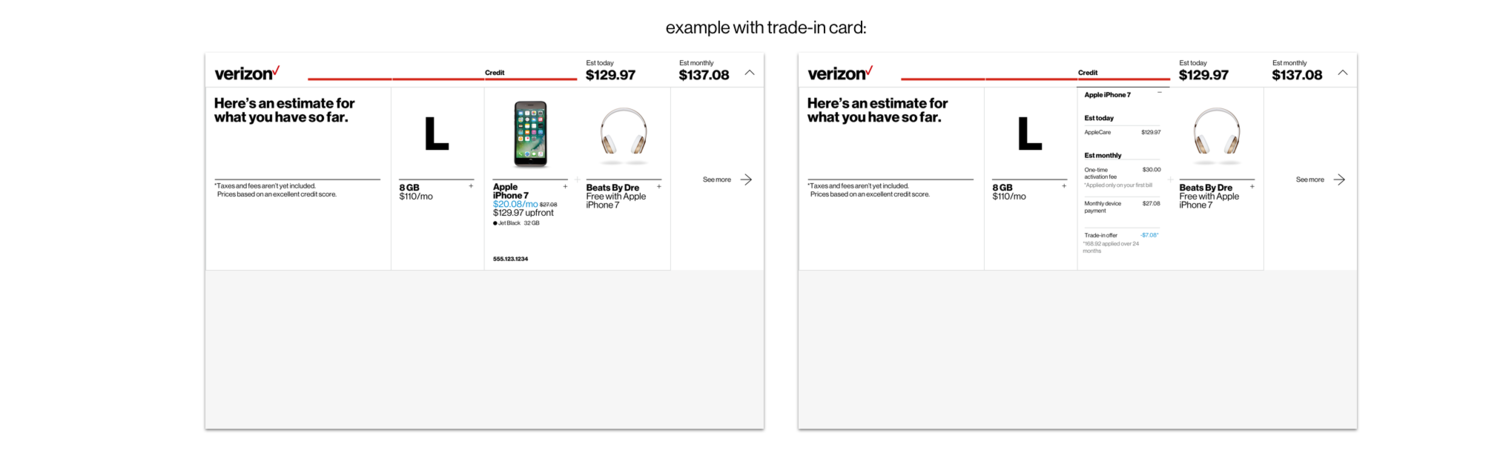 example with trade-in card:
verizon
Credit
Est today
$129.97
Est monthly
$137.08
Here's an estimate for
what you have so far.
*Taxes and fees aren't yet included.
Prices based on an excellent credit score.
L
8 GB
+
$110/mo
Apple
+
iPhone 7
$20.08/mo $27.08
$129.97 upfront
Jet Black 32 GB
555.123.1234
+
Beats By Dre
+
Free with Apple
iPhone 7
See more
verizon
Credit
Est today
$129.97
Est monthly
$137.08
Here's an estimate for
what you have so far.
*Taxes and fees aren't yet included.
Prices based on an excellent credit score.
L
8 GB
+
$110/mo
Apple iPhone 7
–
Est today
AppleCare $129.97
Est monthly
One-time $30.00
activation fee
*Applied only on your first bill
Monthly device $27.08
payment
Trade-in offer -$7.08*
*168.92 applied over 24
months
+
Beats By Dre
+
Free with Apple
iPhone 7
See more